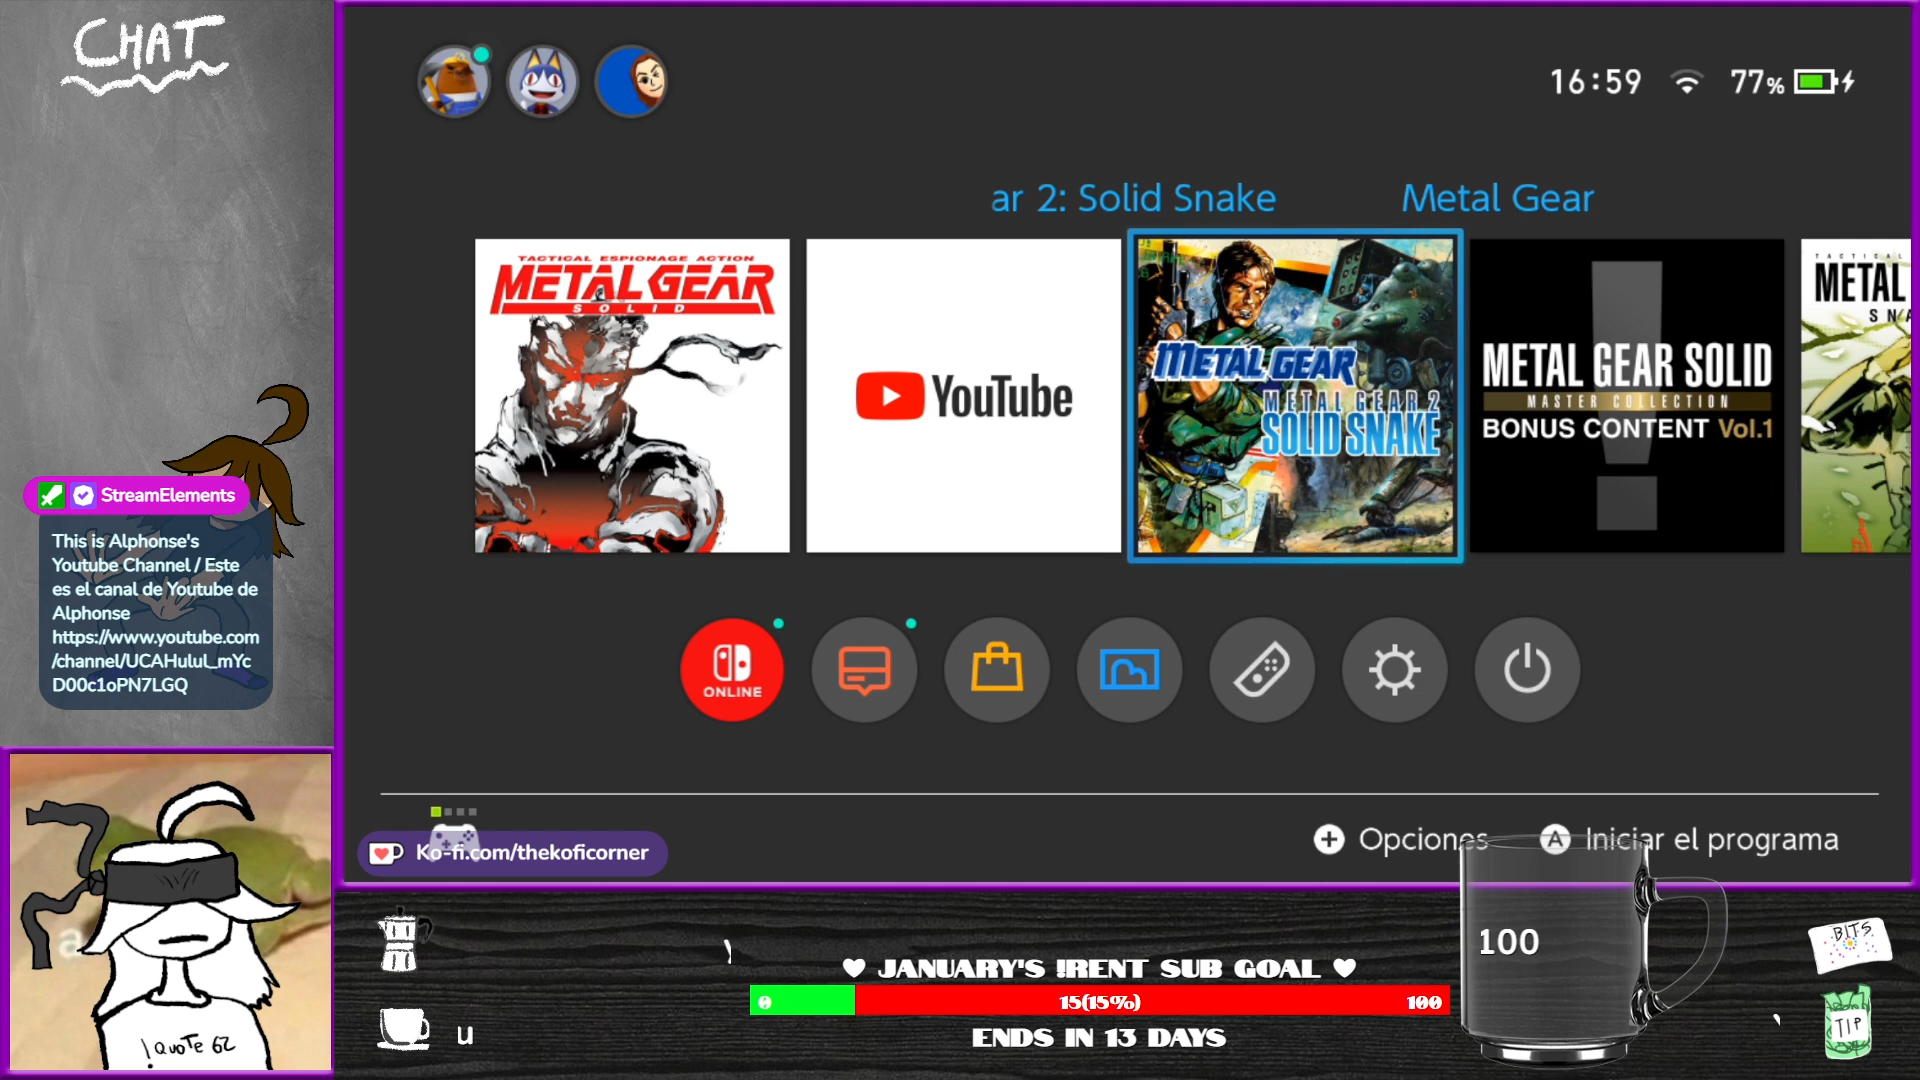 CHAT
16:59
77%
ar 2: Solid Snake
Metal Gear
TACTICAL ESPIONAGE ACTION
METAL GEAR
SOLID
YouTube
METAL GEAR
METAL GEAR 2
SOLID SNAKE
METAL GEAR SOLID
MASTER COLLECTION
BONUS CONTENT Vol.1
METAL
StreamElements
This is Alphonse's
Youtube Channel / Este
es el canal de Youtube de
Alphonse
https://www.youtube.com
ONLINE
Opciones
Iniciar el programa
Ko-fi.com/thekoficorner
!QUOTE 62
u
♥ JANUARY'S !RENT SUB GOAL ♥
0
15(15%)
100
ENDS IN 13 DAYS
100
BITS
TIP